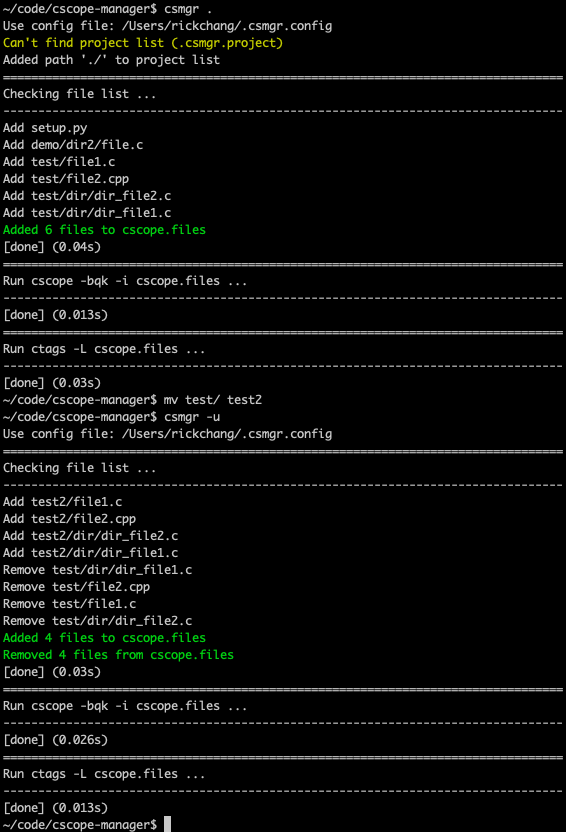 ~/code/cscope-manager$ csmgr .
Use config file: /Users/rickchang/.csmgr.config
Can't find project list (.csmgr.project)
Added path './' to project list
================================================================================
Checking file list ...
--------------------------------------------------------------------------------
Add setup.py
Add demo/dir2/file.c
Add test/file1.c
Add test/file2.cpp
Add test/dir/dir_file2.c
Add test/dir/dir_file1.c
Added 6 files to cscope.files
[done] (0.04s)
================================================================================
Run cscope -bqk -i cscope.files ...
--------------------------------------------------------------------------------
[done] (0.013s)
================================================================================
Run ctags -L cscope.files ...
--------------------------------------------------------------------------------
[done] (0.03s)
~/code/cscope-manager$ mv test/ test2
~/code/cscope-manager$ csmgr -u
Use config file: /Users/rickchang/.csmgr.config
================================================================================
Checking file list ...
--------------------------------------------------------------------------------
Add test2/file1.c
Add test2/file2.cpp
Add test2/dir/dir_file2.c
Add test2/dir/dir_file1.c
Remove test/dir/dir_file1.c
Remove test/file2.cpp
Remove test/file1.c
Remove test/dir/dir_file2.c
Added 4 files to cscope.files
Removed 4 files from cscope.files
[done] (0.03s)
================================================================================
Run cscope -bqk -i cscope.files ...
--------------------------------------------------------------------------------
[done] (0.026s)
================================================================================
Run ctags -L cscope.files ...
--------------------------------------------------------------------------------
[done] (0.013s)
~/code/cscope-manager$